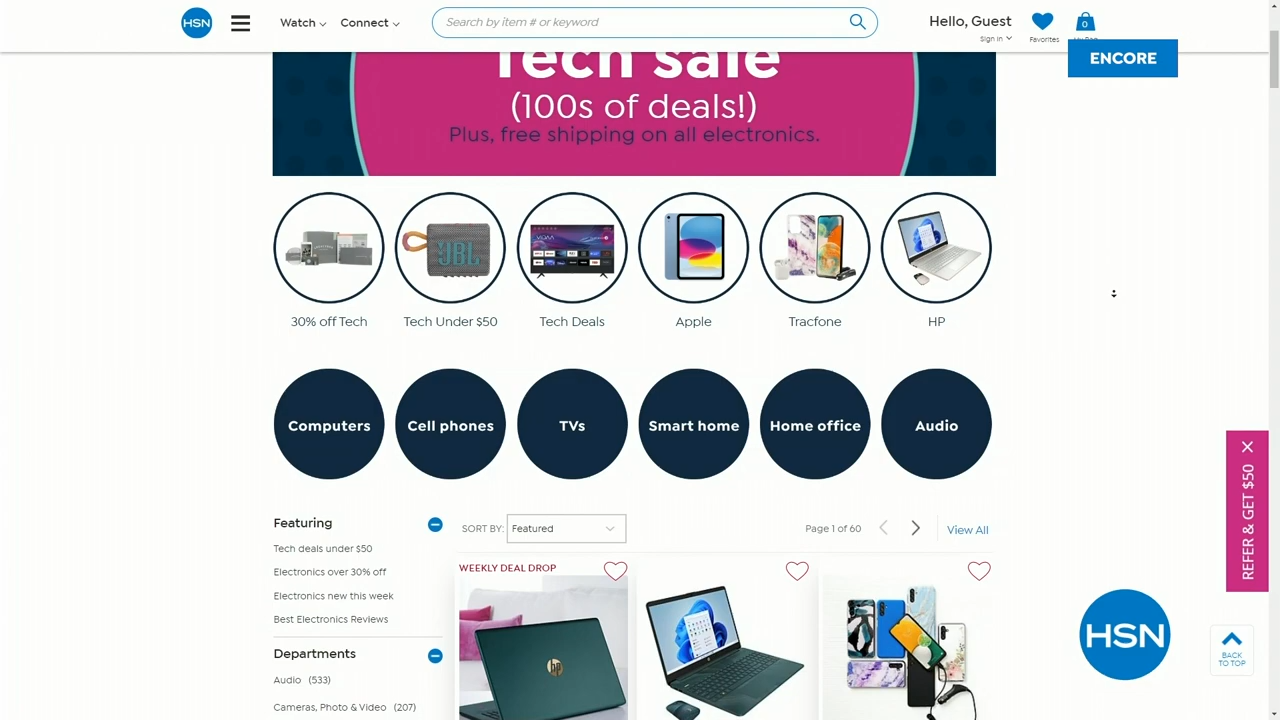 HSN
Watch
Connect
Search by item # or keyword
Hello, Guest
Sign In
Favorites
0
ENCORE
Tech sale
(100s of deals!)
Plus, free shipping on all electronics.
JBL
VIDAA
30% off Tech
Tech Under $50
Tech Deals
Apple
Tracfone
HP
Computers
Cell phones
TVs
Smart home
Home office
Audio
REFER & GET $50
Featuring
SORT BY:
Featured
Page 1 of 60
View All
Tech deals under $50
Electronics over 30% off
Electronics new this week
Best Electronics Reviews
WEEKLY DEAL DROP
hp
Departments
Audio (533)
Cameras, Photo & Video (207)
HSN
BACK
TO TOP